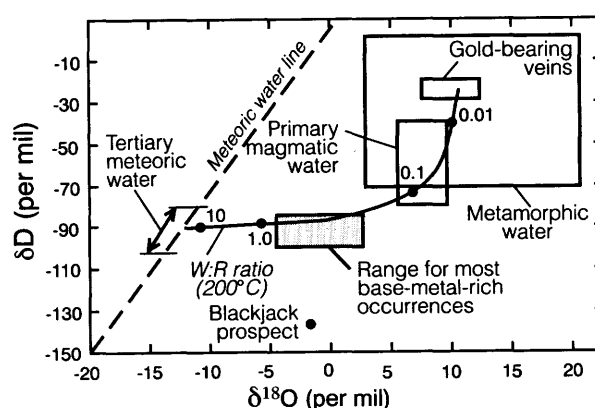 δD (per mil)
-10
-30
-50
-70
-90
-110
-130
-150
-20
-15
-10
-5
0
5
10
15
20
δ¹⁸O (per mil)
Meteoric water line
Tertiary
meteoric
water
Gold-bearing
veins
Primary
magmatic
water
0.01
0.1
Metamorphic
water
10
1.0
W:R ratio
(200°C)
Range for most
base-metal-rich
occurrences
Blackjack
prospect